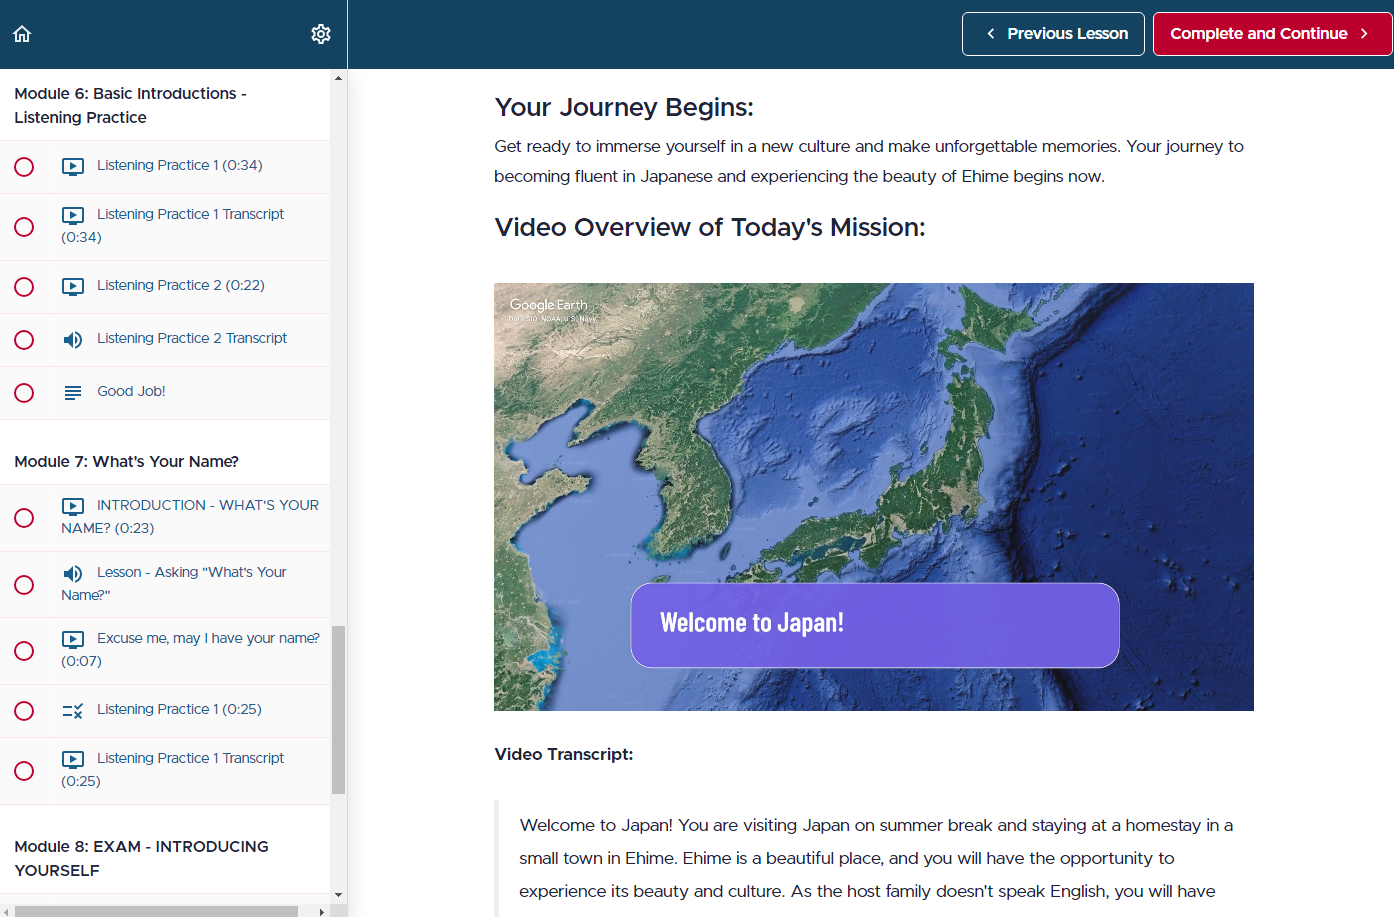 Previous Lesson
Complete and Continue
Module 6: Basic Introductions -
Listening Practice
Listening Practice 1 (0:34)
Listening Practice 1 Transcript
(0:34)
Listening Practice 2 (0:22)
Listening Practice 2 Transcript
Good Job!
Module 7: What's Your Name?
INTRODUCTION - WHAT'S YOUR
NAME? (0:23)
Lesson - Asking "What's Your
Name?"
Excuse me, may I have your name?
(0:07)
Listening Practice 1 (0:25)
Listening Practice 1 Transcript
(0:25)
Module 8: EXAM - INTRODUCING
YOURSELF
Your Journey Begins:
Get ready to immerse yourself in a new culture and make unforgettable memories. Your journey to
becoming fluent in Japanese and experiencing the beauty of Ehime begins now.
Video Overview of Today's Mission:
Google Earth
Data SIO, NOAA, U.S. Navy
Welcome to Japan!
Video Transcript:
Welcome to Japan! You are visiting Japan on summer break and staying at a homestay in a
small town in Ehime. Ehime is a beautiful place, and you will have the opportunity to
experience its beauty and culture. As the host family doesn't speak English, you will have